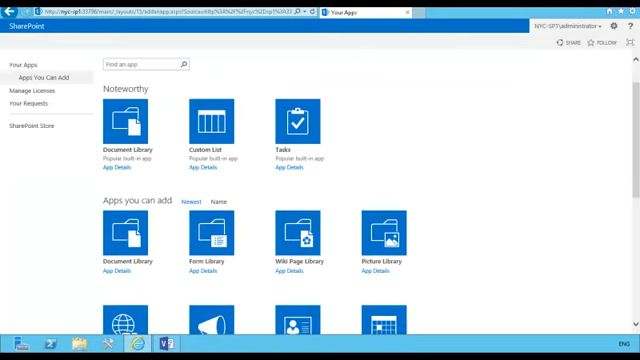 Your Apps
SharePoint
NYC-SPT\administrator
SHARE
FOLLOW
Your Apps
Apps You Can Add
Manage Licenses
Your Requests
SharePoint Store
Find an app
Noteworthy
Document Library
Popular built-in app
App Details
Custom List
Popular built-in app
App Details
Tasks
Popular built-in app
App Details
Apps you can add
Newest
Name
Document Library
App Details
Form Library
App Details
Wiki Page Library
App Details
Picture Library
App Details
ENG